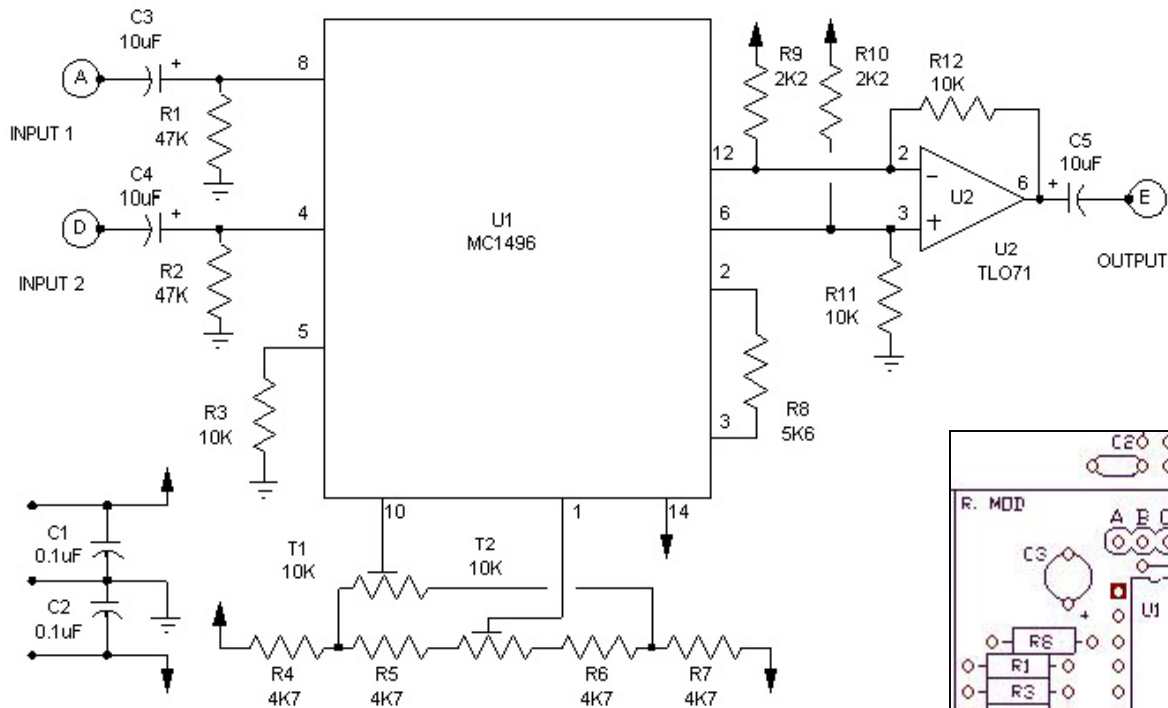 C3
10uF
+
A
8
INPUT 1
R1
47K
C4
10uF
+
D
4
INPUT 2
R2
47K
5
R3
10K
U1
MC1496
10
1
14
12
6
2
3
R9
2K2
R10
2K2
R12
10K
2
3
-
+
U2
6
U2
TLO71
+
C5
10uF
E
OUTPUT
R11
10K
R8
5K6
C1
0.1uF
C2
0.1uF
T1
10K
T2
10K
R4
4K7
R5
4K7
R6
4K7
R7
4K7
C2
R. MOD
A B C
C3
+
U1
R8
R1
R3